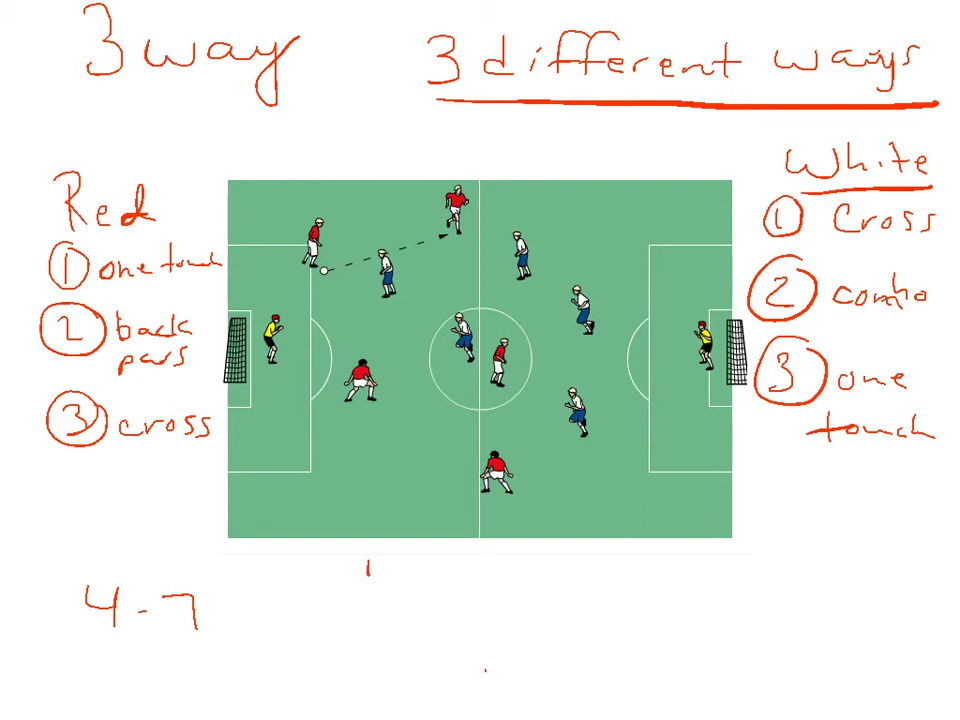 3 way
3 different ways
Red
1 one touch
2 back
pass
3 cross
White
1 Cross
2 combo
3 one
touch
4-7